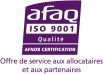 afaq
ISO 9001
Qualité
AFNOR CERTIFICATION
Offre de service aux allocataires
et aux partenaires